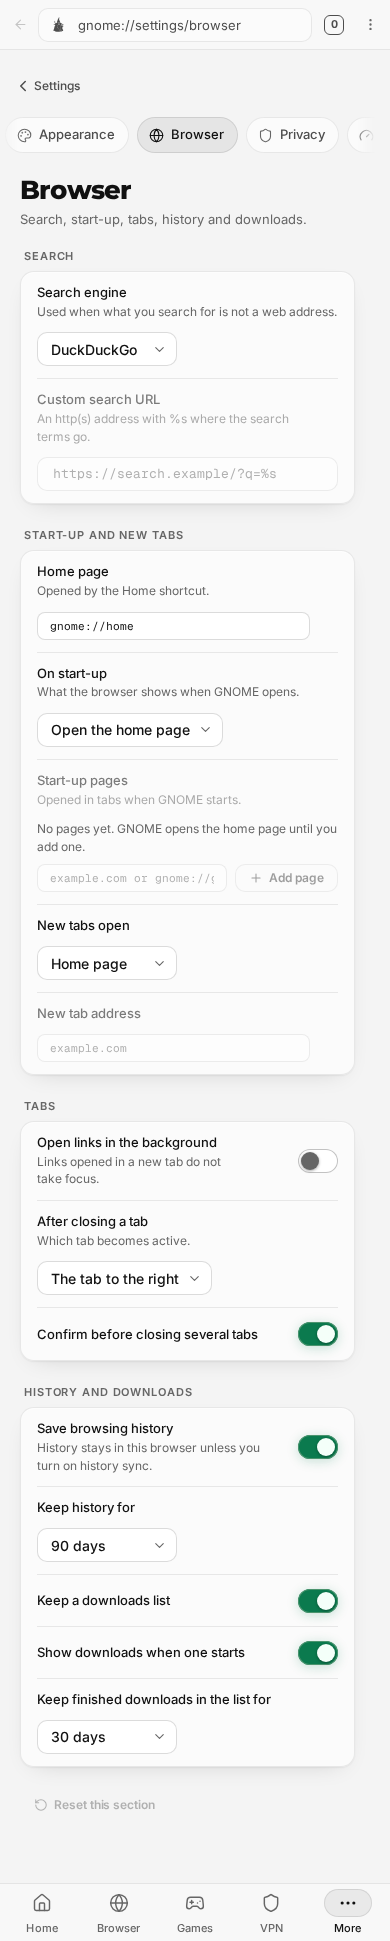 gnome://settings/browser
0
Settings
Appearance
Browser
Privacy
Browser
Search, start-up, tabs, history and downloads.
SEARCH
Search engine
Used when what you search for is not a web address.
DuckDuckGo
Custom search URL
An http(s) address with %s where the search
terms go.
https://search.example/?q=%s
START-UP AND NEW TABS
Home page
Opened by the Home shortcut.
gnome://home
On start-up
What the browser shows when GNOME opens.
Open the home page
Start-up pages
Opened in tabs when GNOME starts.
No pages yet. GNOME opens the home page until you
add one.
example.com or gnome://
Add page
New tabs open
Home page
New tab address
example.com
TABS
Open links in the background
Links opened in a new tab do not
take focus.
After closing a tab
Which tab becomes active.
The tab to the right
Confirm before closing several tabs
HISTORY AND DOWNLOADS
Save browsing history
History stays in this browser unless you
turn on history sync.
Keep history for
90 days
Keep a downloads list
Show downloads when one starts
Keep finished downloads in the list for
30 days
Reset this section
Home
Browser
Games
VPN
More